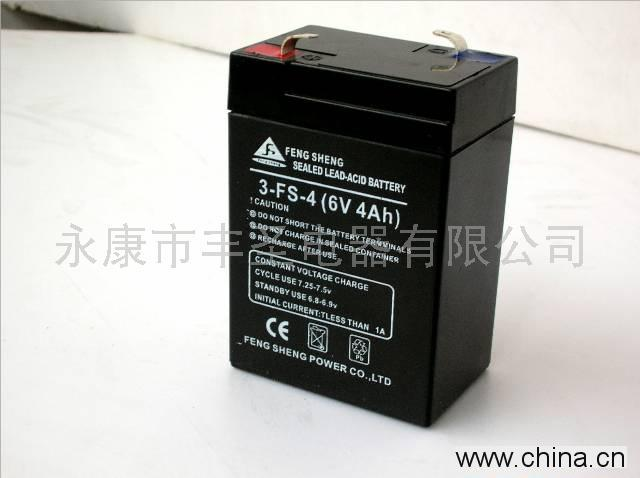 FENG SHENG
SEALED LEAD-ACID BATTERY
3-FS-4 (6V 4Ah)
! CAUTION
DO NOT SHORT THE BATTERY TERMINALS
DO NOT CHARGE IN SEALED CONTAINER
RECHARGE AFTER USE
永康市丰圣电器有限公司
CONSTANT VOLTAGE CHARGE
CYCLE USE 7.25-7.5v
STANDBY USE 6.8-6.9v
INITIAL CURRENT:TLESS THAN 1A
CE
Pb
FENG SHENG POWER CO.,LTD
www.china.cn